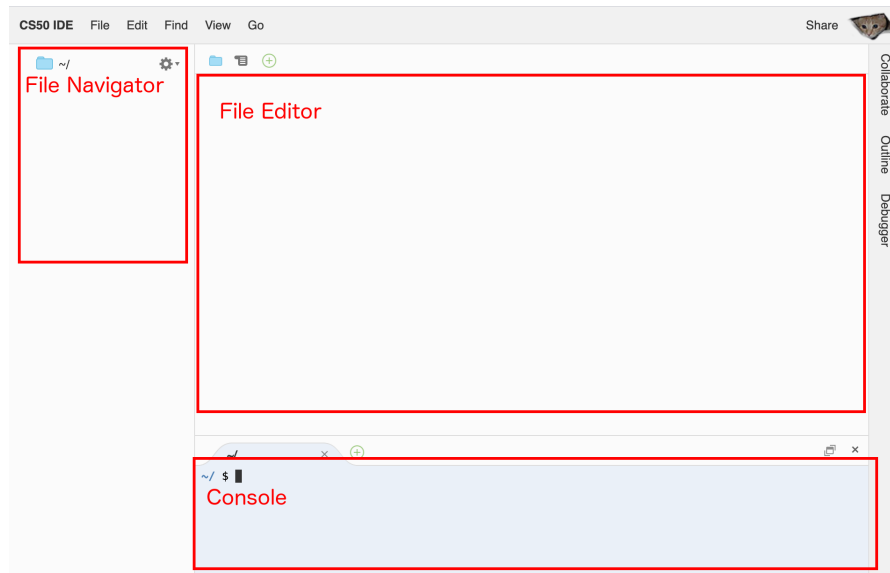 CS50 IDE File Edit Find View Go Share
~/
File Navigator
File Editor
Collaborate
Outline
Debugger
~/
~/ $
Console